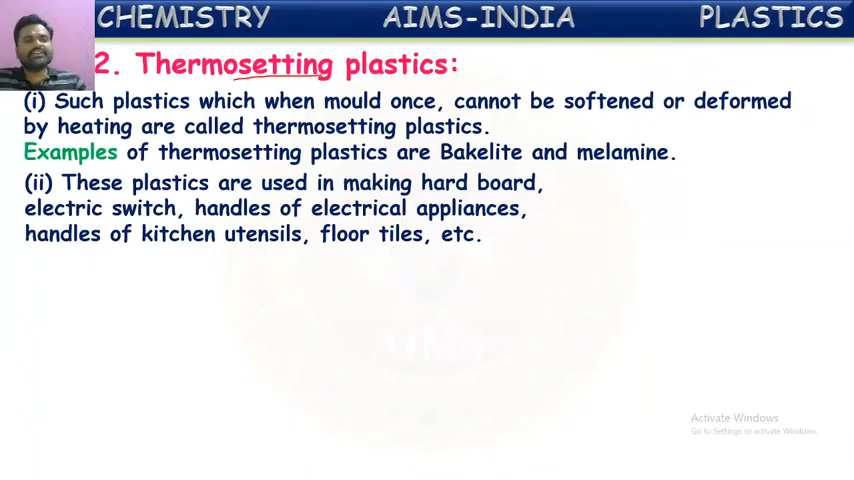 CHEMISTRY AIMS-INDIA PLASTICS
2. Thermosetting plastics:
(i) Such plastics which when mould once, cannot be softened or deformed
by heating are called thermosetting plastics.
Examples of thermosetting plastics are Bakelite and melamine.
(ii) These plastics are used in making hard board,
electric switch, handles of electrical appliances,
handles of kitchen utensils, floor tiles, etc.
AIMS
Activate Windows
Go to Settings to activate Windows.